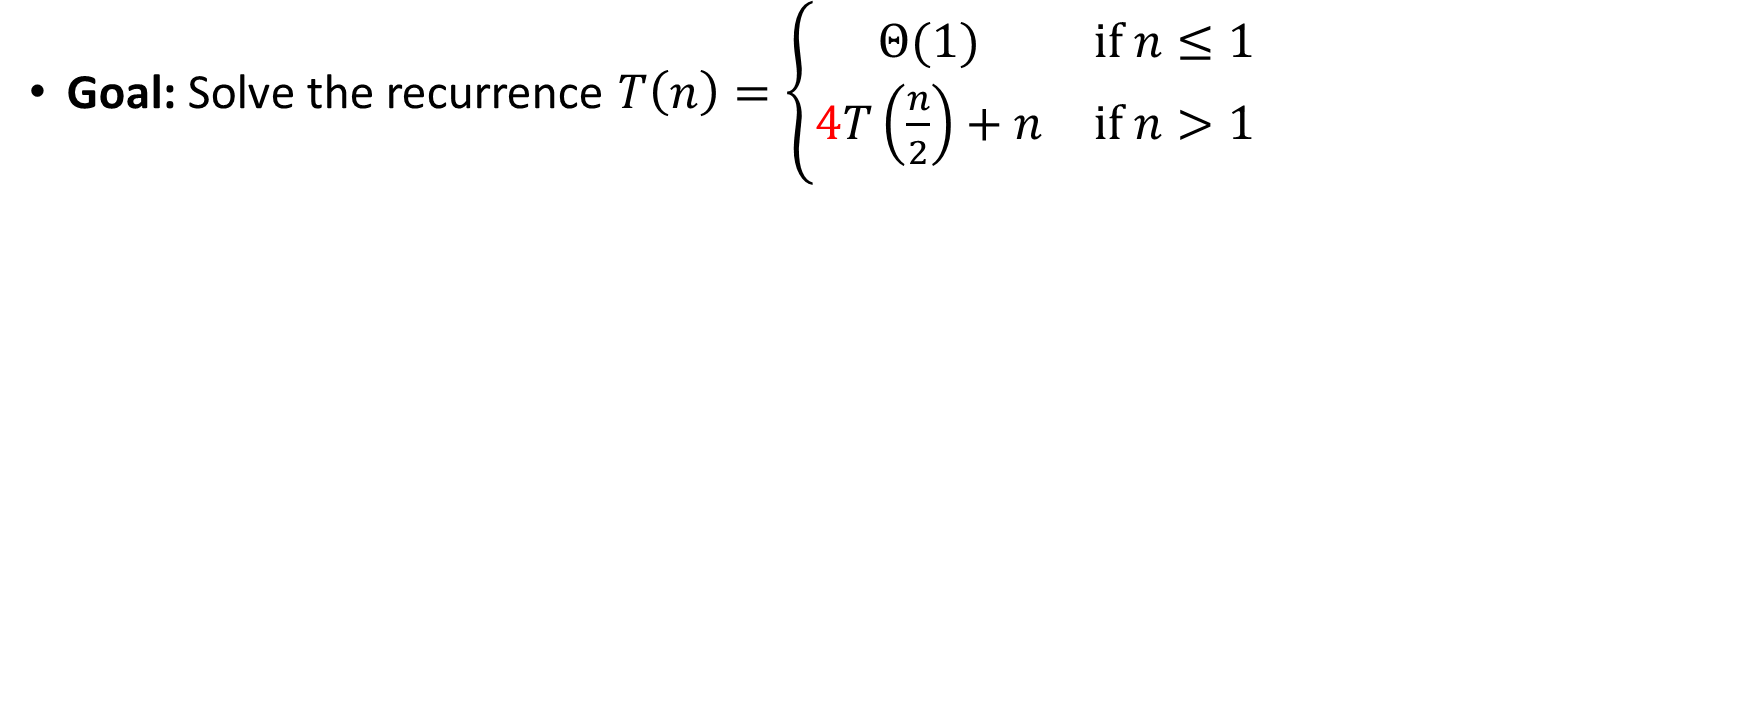 • Goal: Solve the recurrence 𝑇(𝑛) = { Θ(1) if 𝑛 ≤ 1
4𝑇(𝑛/2) + 𝑛 if 𝑛 > 1